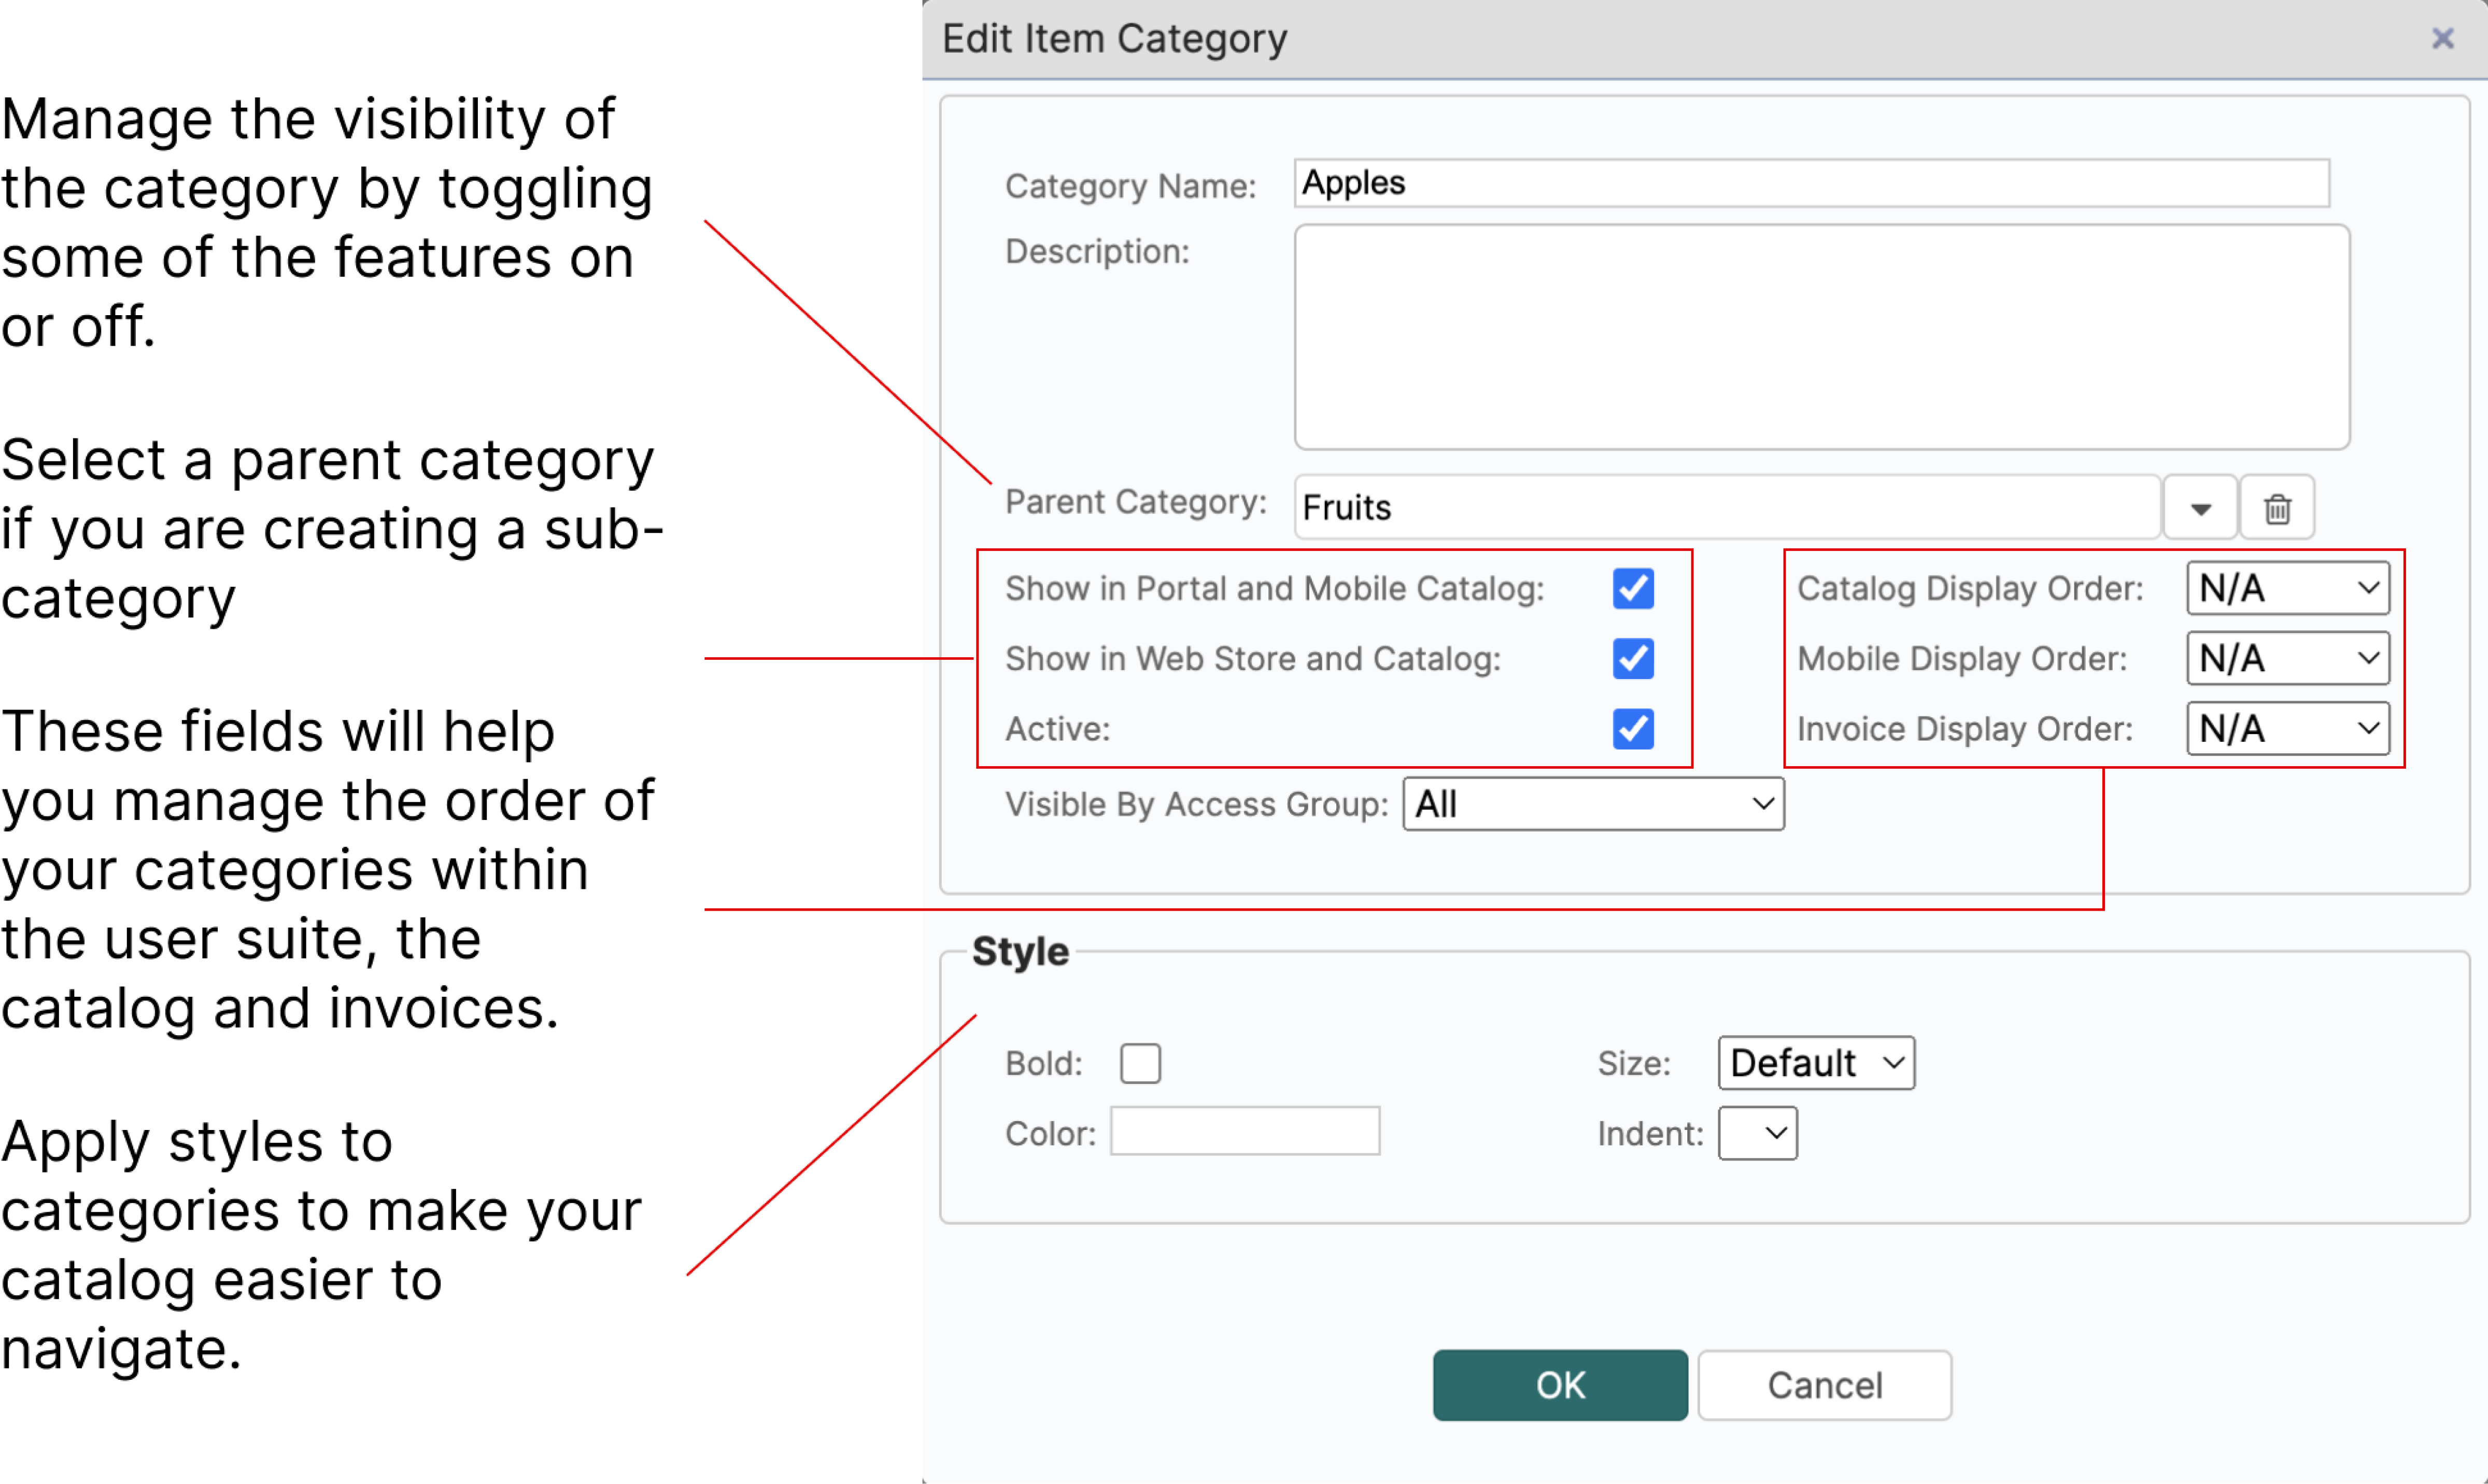 Manage the visibility of
the category by toggling
some of the features on
or off.
Select a parent category
if you are creating a sub-
category
These fields will help
you manage the order of
your categories within
the user suite, the
catalog and invoices.
Apply styles to
categories to make your
catalog easier to
navigate.
Edit Item Category
Category Name: Apples
Description:
Parent Category: Fruits
Show in Portal and Mobile Catalog: Catalog Display Order: N/A
Show in Web Store and Catalog: Mobile Display Order: N/A
Active: Invoice Display Order: N/A
Visible By Access Group: All
Style
Bold: Size: Default
Color: Indent:
OK Cancel